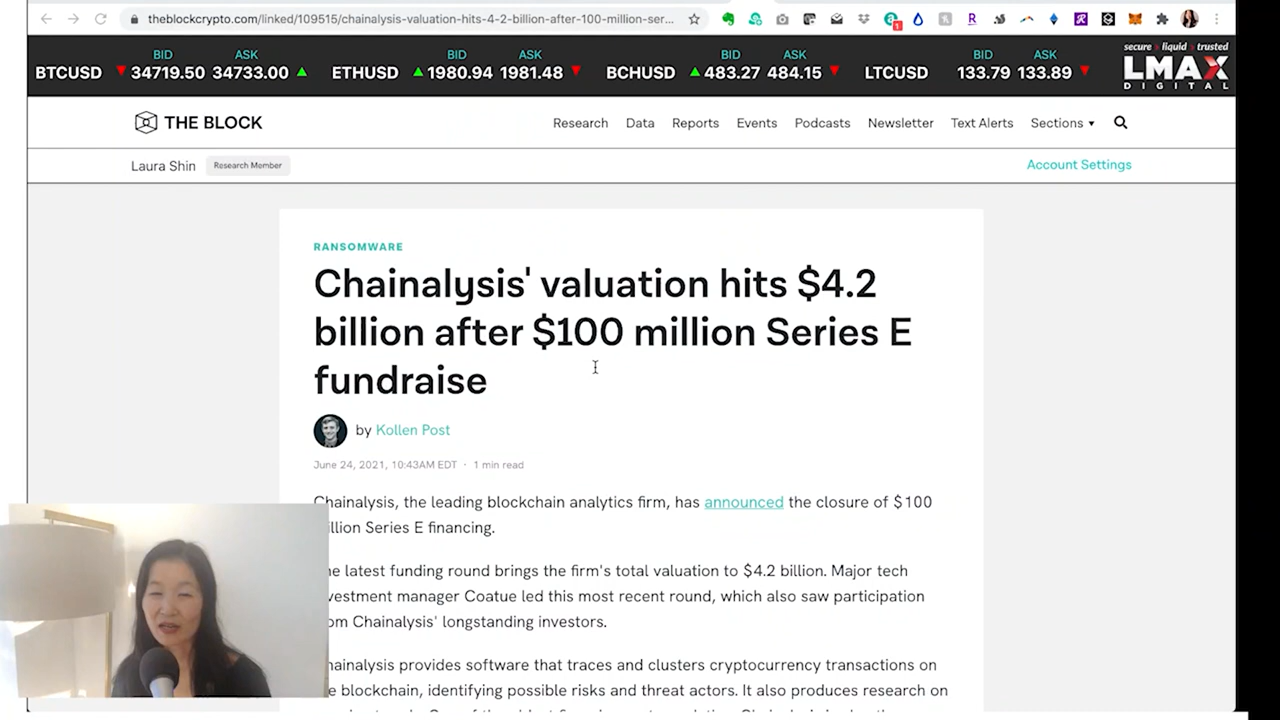 theblockcrypto.com/linked/109515/chainalysis-valuation-hits-4-2-billion-after-100-million-ser...
1
BID ASK BID ASK BID ASK BID ASK
BTCUSD 34719.50 34733.00 ETHUSD 1980.94 1981.48 BCHUSD 483.27 484.15 LTCUSD 133.79 133.89
secure liquid trusted
LMAX
DIGITAL
THE BLOCK
Research Data Reports Events Podcasts Newsletter Text Alerts Sections
Laura Shin Research Member Account Settings
RANSOMWARE
Chainalysis' valuation hits $4.2
billion after $100 million Series E
fundraise
by Kollen Post
June 24, 2021, 10:43AM EDT · 1 min read
Chainalysis, the leading blockchain analytics firm, has announced the closure of $100
Series E financing.
latest funding round brings the firm's total valuation to $4.2 billion. Major tech
manager Coatue led this most recent round, which also saw participation
Chainalysis' longstanding investors.
provides software that traces and clusters cryptocurrency transactions on
blockchain, identifying possible risks and threat actors. It also produces research on